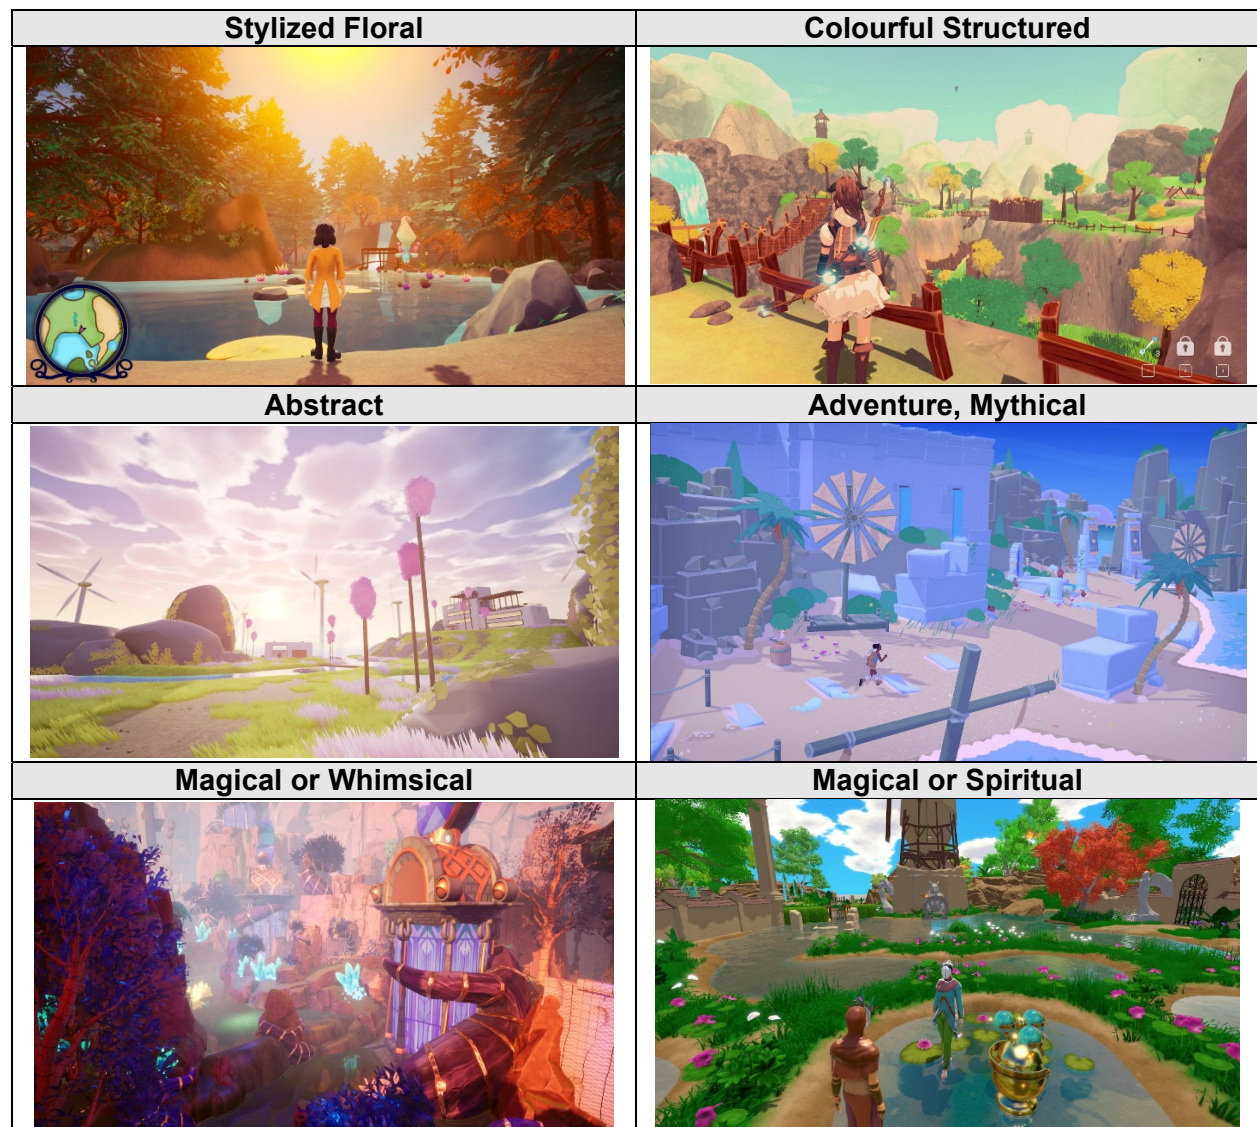 Stylized Floral
Colourful Structured
Abstract
Adventure, Mythical
Magical or Whimsical
Magical or Spiritual